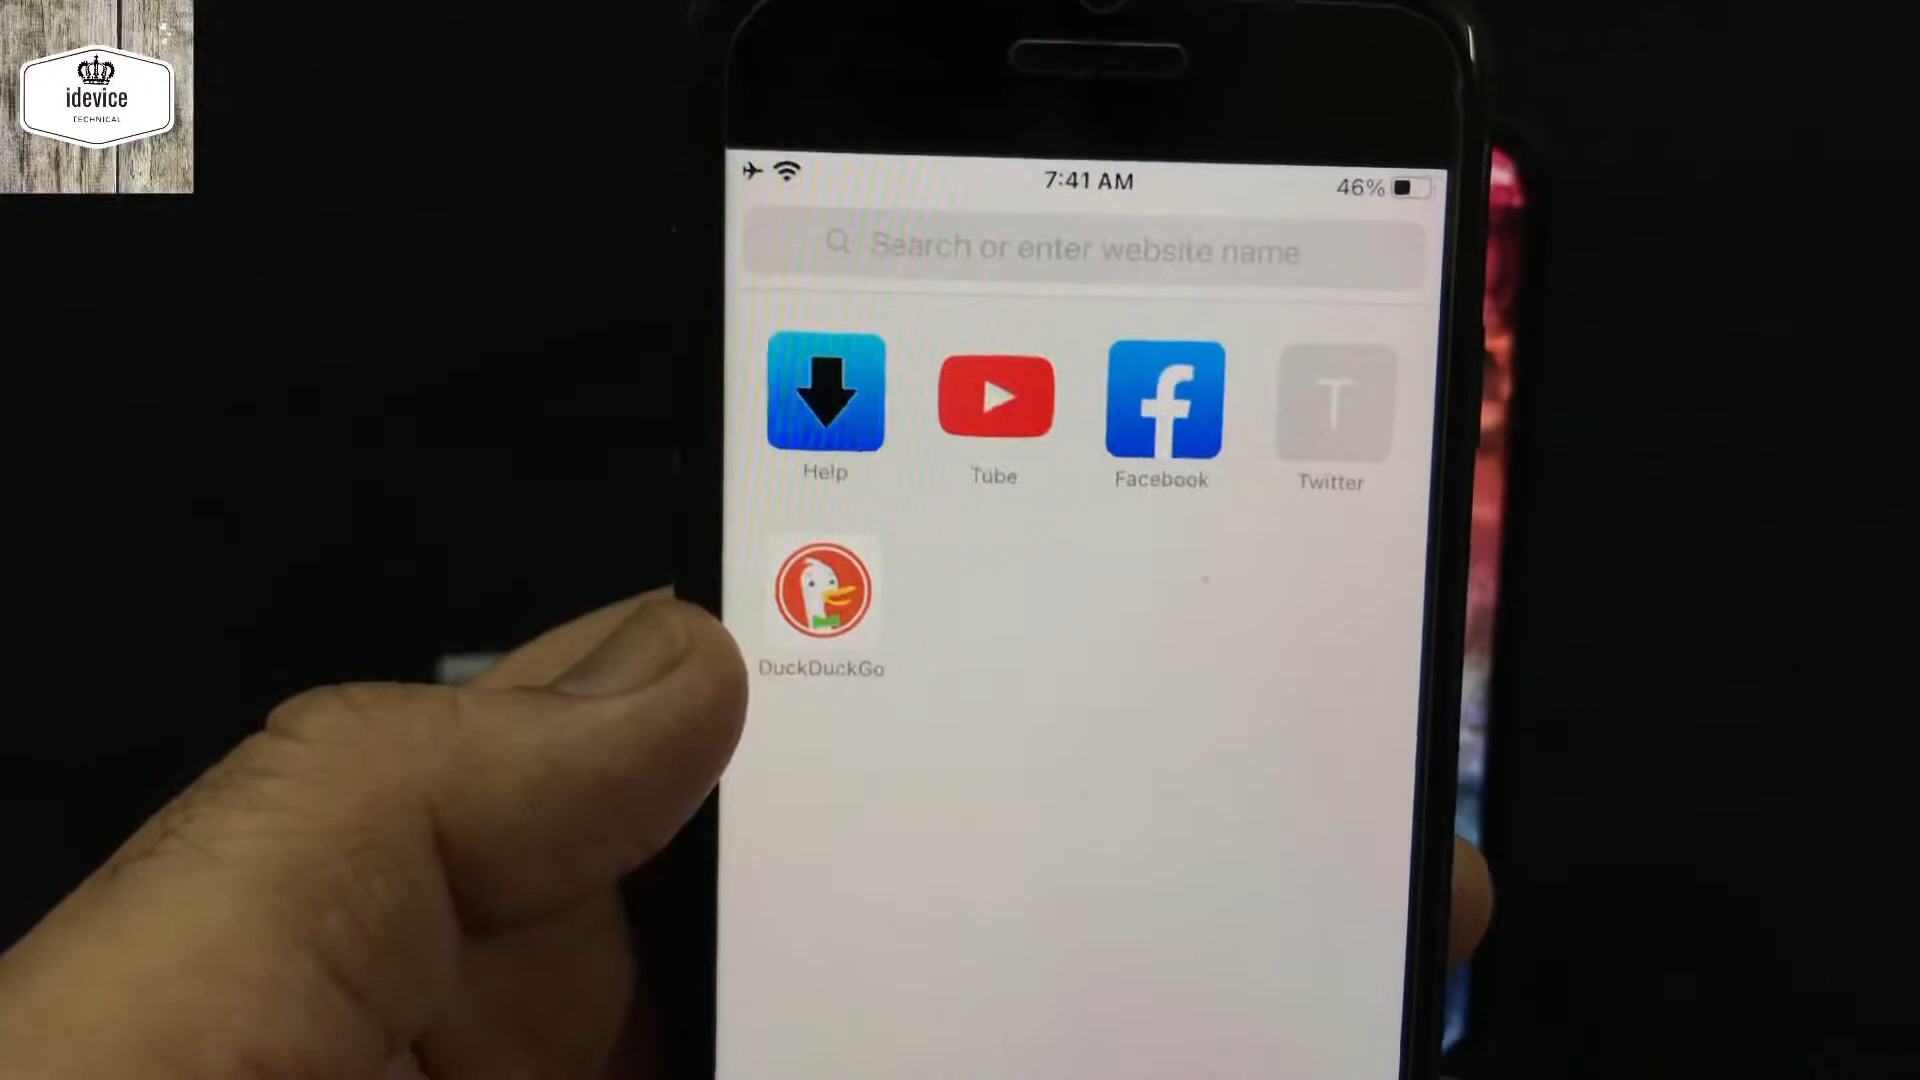 idevice
TECHNICAL
7:41 AM
46%
Search or enter website name
Help
Tube
Facebook
T
Twitter
DuckDuckGo